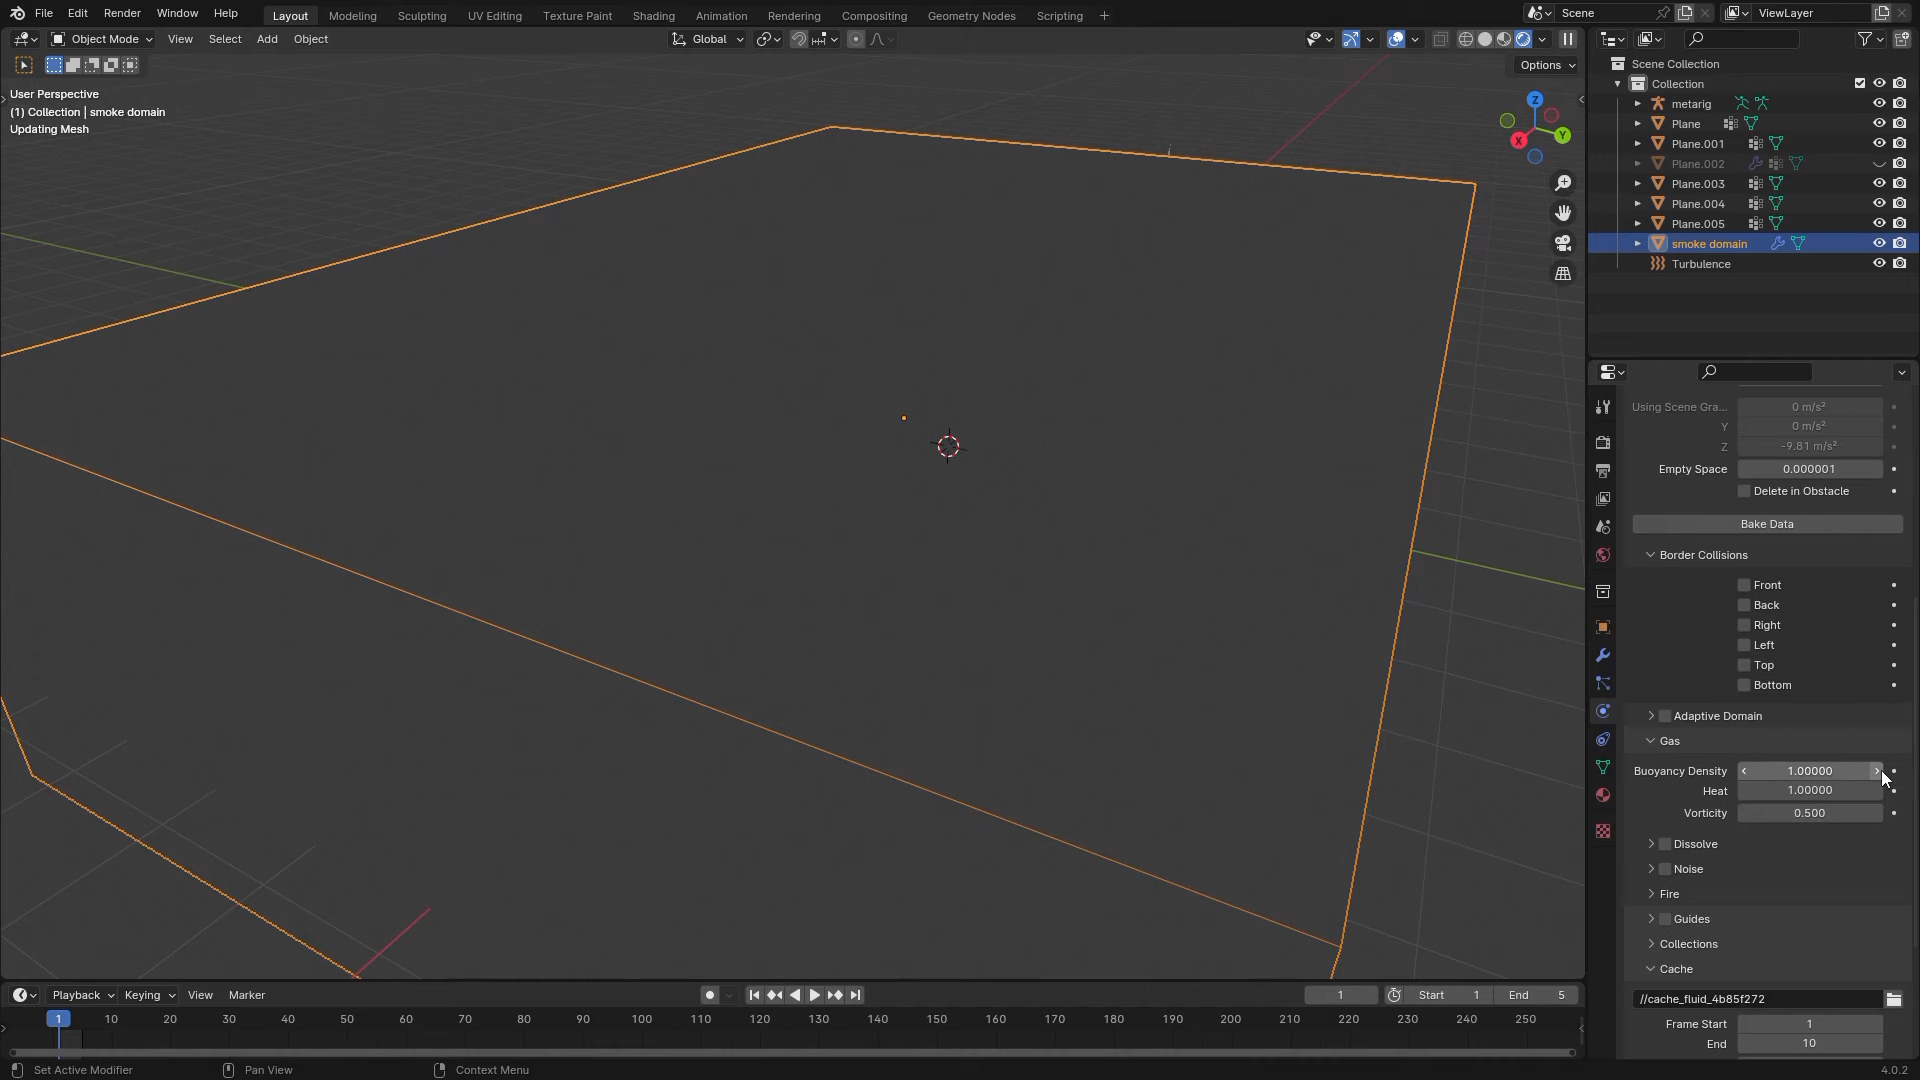 File Edit Render Window Help Layout Modeling Sculpting UV Editing Texture Paint Shading Animation Rendering Compositing Geometry Nodes Scripting + Scene ViewLayer
Object Mode View Select Add Object Global
Options
User Perspective
(1) Collection | smoke domain
Updating Mesh
Z
Y
X
Scene Collection
Collection
metarig
Plane
Plane.001
Plane.002
Plane.003
Plane.004
Plane.005
smoke domain
Turbulence
Using Scene Gra... 0 m/s²
Y 0 m/s²
Z -9.81 m/s²
Empty Space 0.000001
Delete in Obstacle
Bake Data
Border Collisions
Front
Back
Right
Left
Top
Bottom
Adaptive Domain
Gas
Buoyancy Density 1.00000
Heat 1.00000
Vorticity 0.500
Dissolve
Noise
Fire
Guides
Collections
Cache
//cache_fluid_4b85f272
Frame Start 1
End 10
Playback Keying View Marker 1 Start 1 End 5
1 10 20 30 40 50 60 70 80 90 100 110 120 130 140 150 160 170 180 190 200 210 220 230 240 250
Set Active Modifier Pan View Context Menu 4.0.2